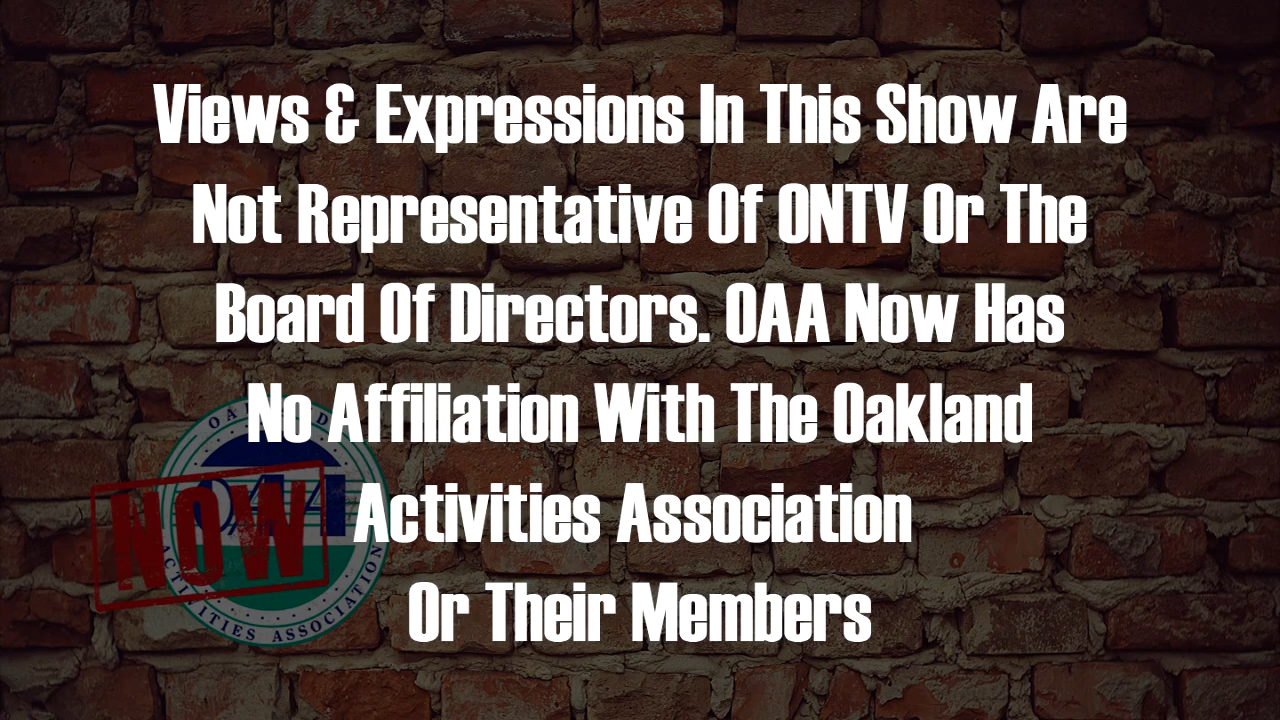 Views & Expressions In This Show Are
Not Representative Of ONTV Or The
Board Of Directors. OAA Now Has
No Affiliation With The Oakland
Activities Association
Or Their Members
OAA
NOW
ACTIVITIES ASSOCIATION